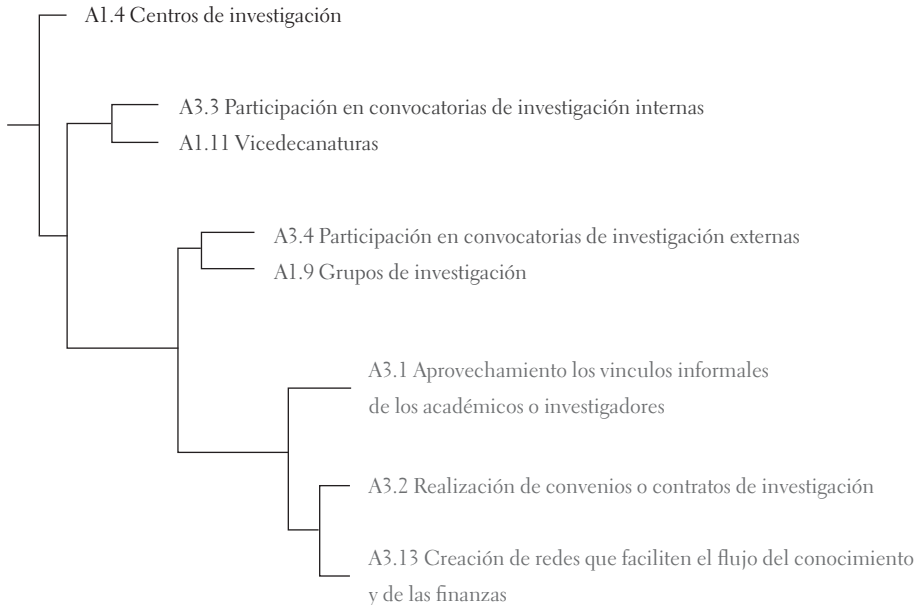 A1.4 Centros de investigación
A3.3 Participación en convocatorias de investigación internas
A1.11 Vicedecanaturas
A3.4 Participación en convocatorias de investigación externas
A1.9 Grupos de investigación
A3.1 Aprovechamiento los vinculos informales
de los académicos o investigadores
A3.2 Realización de convenios o contratos de investigación
A3.13 Creación de redes que faciliten el flujo del conocimiento
y de las finanzas